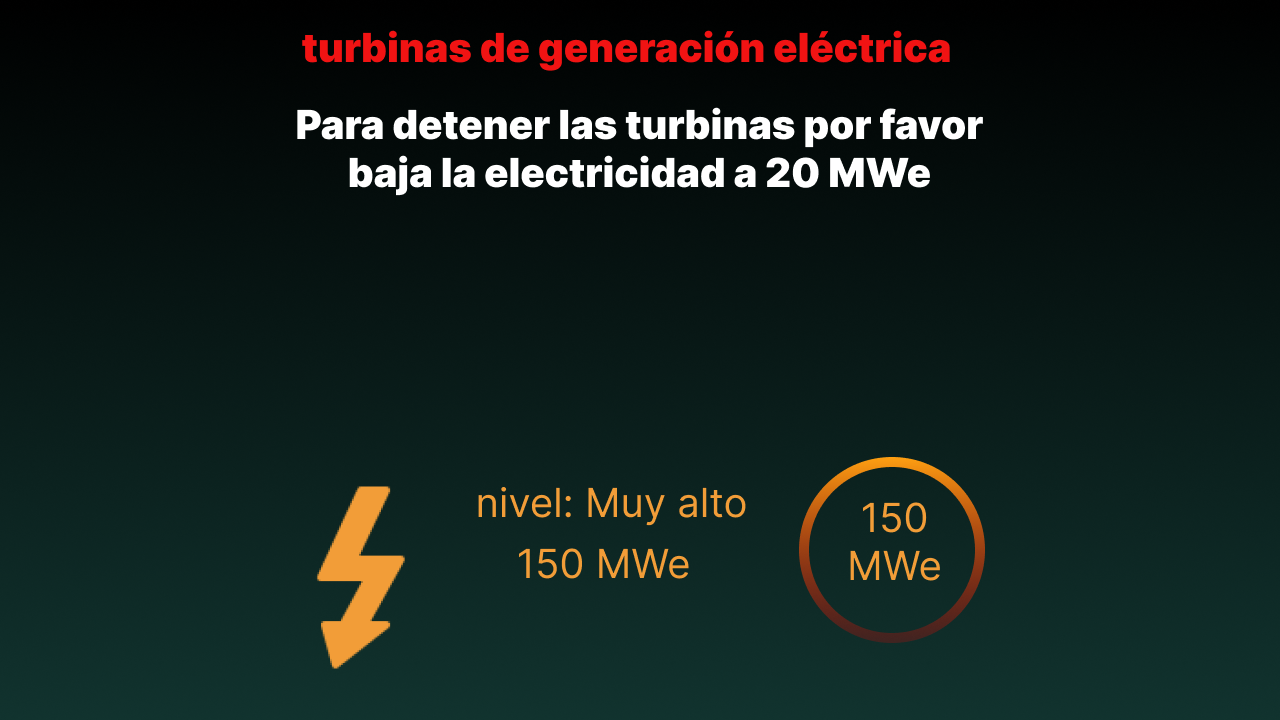 turbinas de generación eléctrica
Para detener las turbinas por favor
baja la electricidad a 20 MWe
nivel: Muy alto
150 MWe
150
MWe